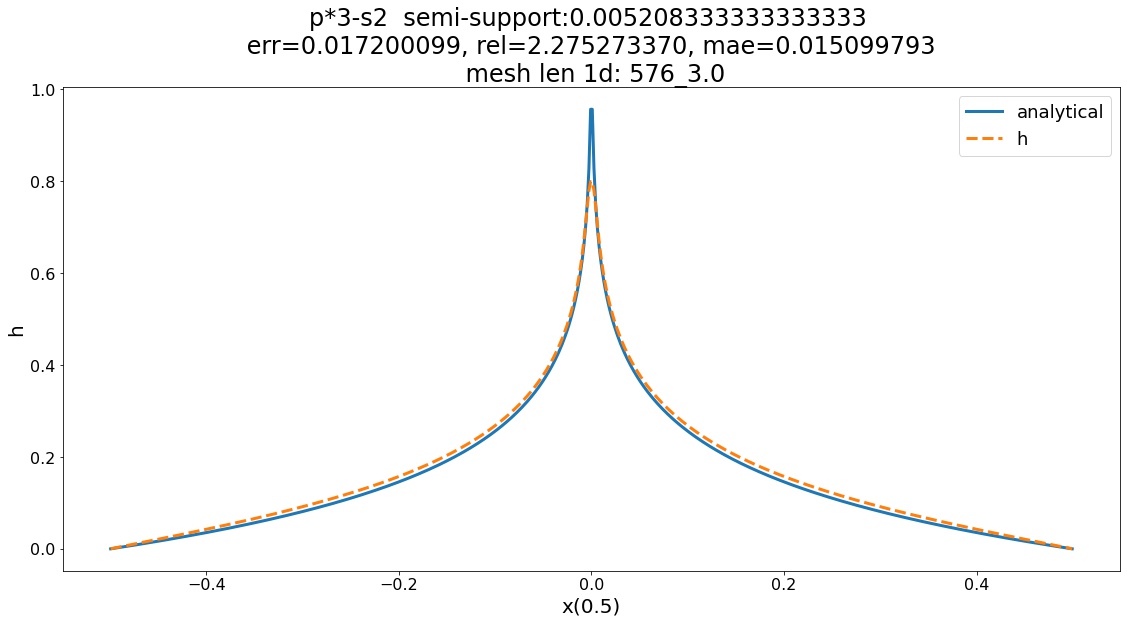 p*3-s2  semi-support:0.005208333333333333
err=0.017200099, rel=2.275273370, mae=0.015099793
mesh len 1d: 576_3.0
analytical
h
1.0
0.8
0.6
0.4
0.2
0.0
h
−0.4
−0.2
0.0
0.2
0.4
x(0.5)